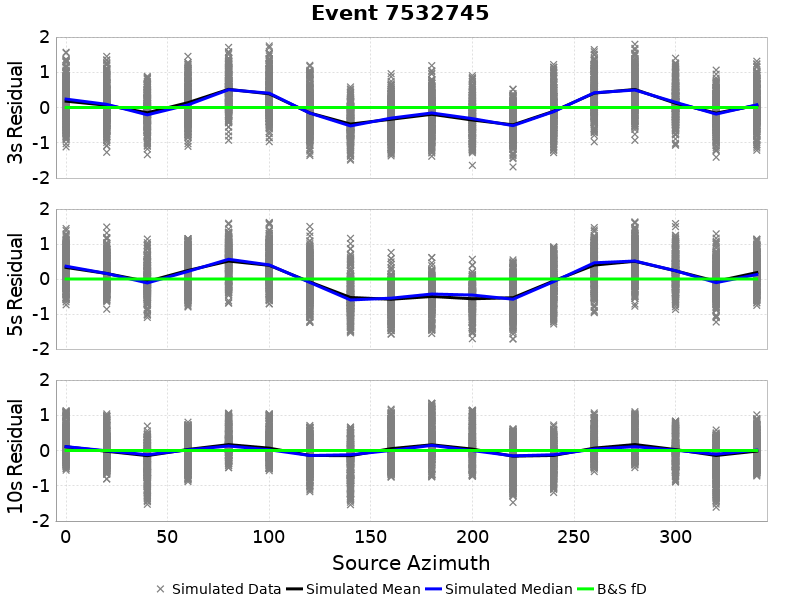 Event 7532745
3s Residual
2
1
0
-1
-2
5s Residual
2
1
0
-1
-2
10s Residual
2
1
0
-1
-2
0 50 100 150 200 250 300
Source Azimuth
Simulated Data Simulated Mean Simulated Median B&S fD